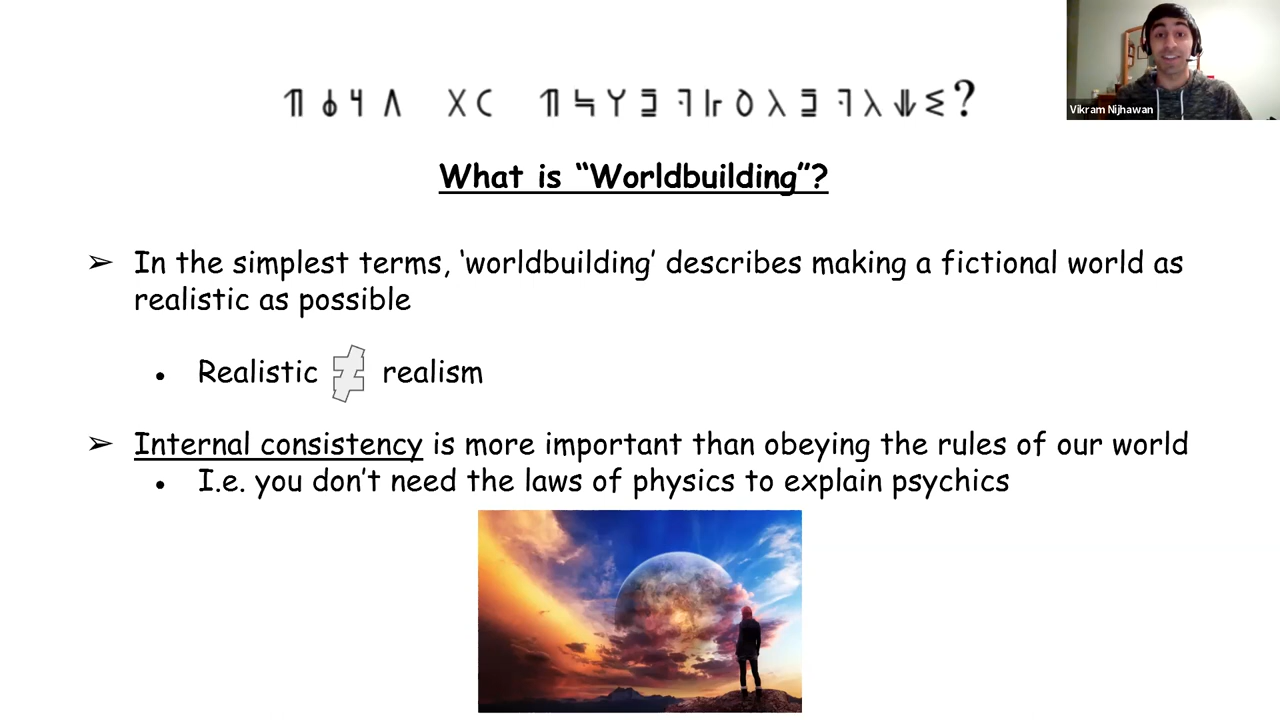 Vikram Nijhawan
What is “Worldbuilding”?
➢ In the simplest terms, ‘worldbuilding’ describes making a fictional world as
realistic as possible
● Realistic ≠ realism
➢ Internal consistency is more important than obeying the rules of our world
● I.e. you don’t need the laws of physics to explain psychics